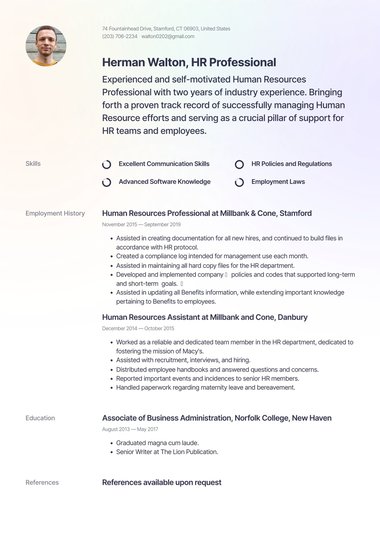 74 Fountainhead Drive, Stamford, CT 06903, United States
(203) 706-2234 walton02@gmail.com
Herman Walton, HR Professional
Experienced and self-motivated Human Resources
Professional with two years of industry experience. Bringing
forth a proven track record of successfully managing Human
Resource efforts and serving as a crucial pillar of support for
HR teams and employees.
Skills
Excellent Communication Skills
HR Policies and Regulations
Advanced Software Knowledge
Employment Laws
Employment History
Human Resources Professional at Millbank & Cone, Stamford
November 2015 — September 2019
• Assisted in creating documentation for all new hires, and continued to build files in
accordance with HR protocol.
• Created a compliance log intended for management use each month.
• Assisted in maintaining all hard copy files for the HR department.
• Developed and implemented company policies and codes that supported long-term
and short-term goals.
• Assisted in updating all Benefits information, while extending important knowledge
pertaining to Benefits to employees.
Human Resources Assistant at Millbank and Cone, Danbury
December 2014 — October 2015
• Worked as a reliable and dedicated team member in the HR department, dedicated to
fostering the mission of Macy's.
• Assisted with recruitment, interviews, and hiring.
• Distributed employee handbooks and answered questions and concerns.
• Reported important events and incidences to senior HR members.
• Handled paperwork regarding maternity leave and bereavement.
Education
Associate of Business Administration, Norfolk College, New Haven
August 2013 — May 2017
• Graduated magna cum laude.
• Senior Writer at The Lion Publication.
References
References available upon request